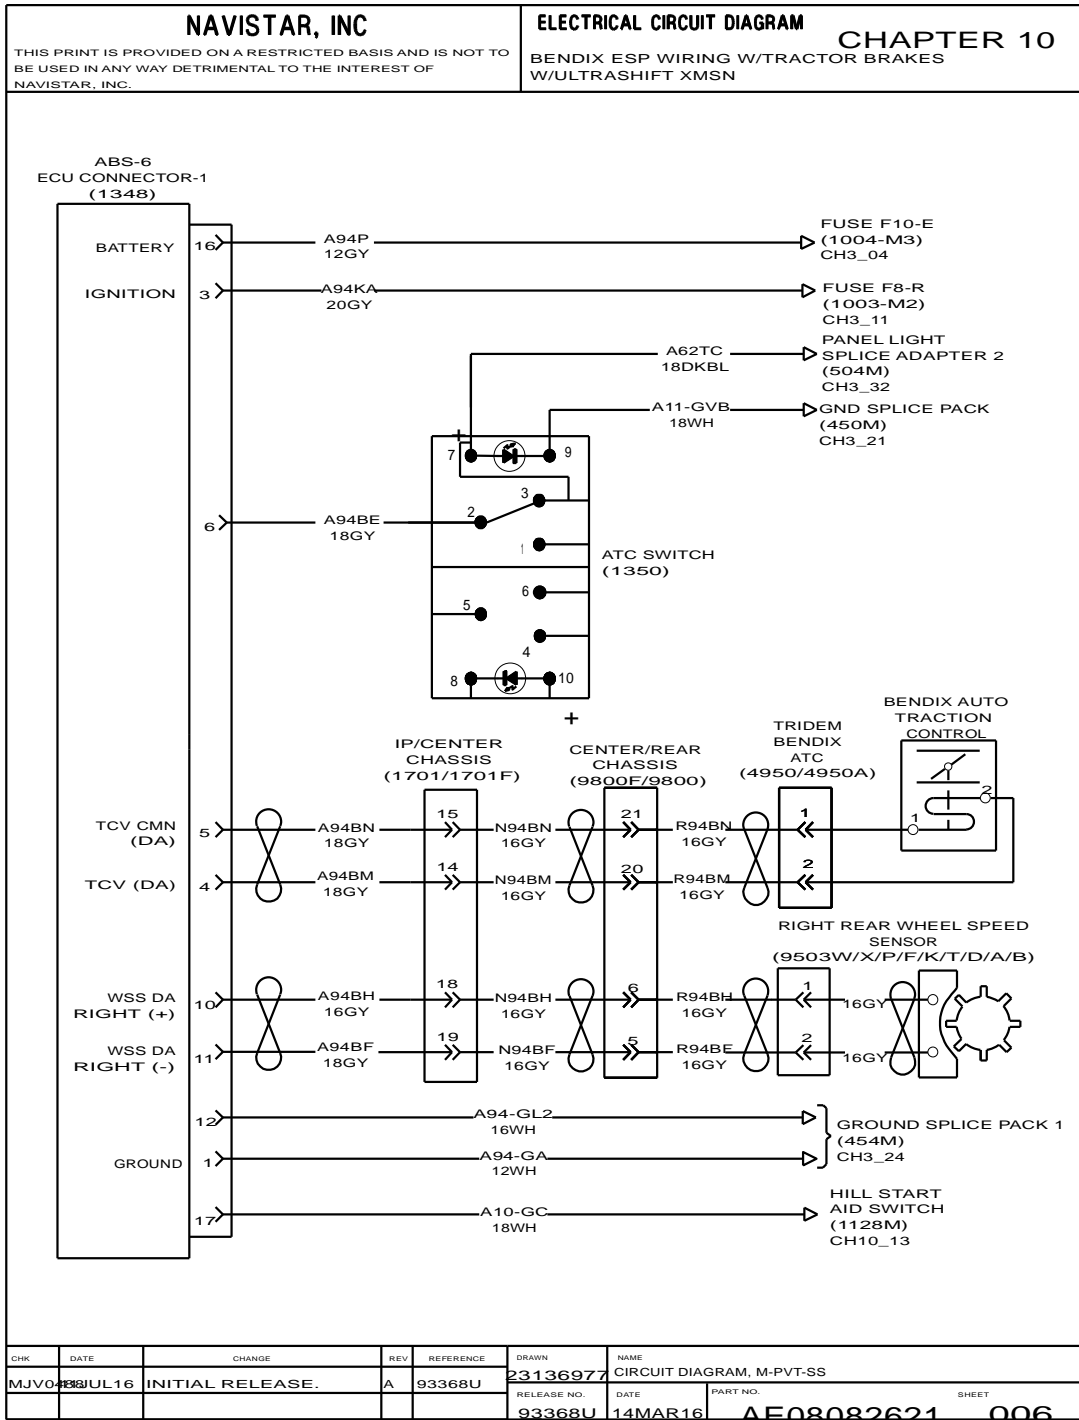 NAVISTAR, INC
THIS PRINT IS PROVIDED ON A RESTRICTED BASIS AND IS NOT TO
BE USED IN ANY WAY DETRIMENTAL TO THE INTEREST OF
NAVISTAR, INC.
ELECTRICAL CIRCUIT DIAGRAM
CHAPTER 10
BENDIX ESP WIRING W/TRACTOR BRAKES
W/ULTRASHIFT XMSN
ABS-6
ECU CONNECTOR-1
(1348)
BATTERY 16 A94P
12GY
FUSE F10-E
(1004-M3)
CH3_04
IGNITION 3 A94KA
20GY
FUSE F8-R
(1003-M2)
CH3_11
A62TC
18DKBL
PANEL LIGHT
SPLICE ADAPTER 2
(504M)
CH3_32
A11-GVB
18WH
GND SPLICE PACK
(450M)
CH3_21
+
7 9
3
2
6 A94BE
18GY
1
ATC SWITCH
(1350)
6
5
4
8 10
+
IP/CENTER
CHASSIS
(1701/1701F)
CENTER/REAR
CHASSIS
(9800F/9800)
TRIDEM
BENDIX
ATC
(4950/4950A)
BENDIX AUTO
TRACTION
CONTROL
2
1
TCV CMN
(DA)
5 A94BN
18GY
15 N94BN
16GY
21 R94BN
16GY
1
TCV (DA) 4 A94BM
18GY
14 N94BM
16GY
20 R94BM
16GY
2
RIGHT REAR WHEEL SPEED
SENSOR
(9503W/X/P/F/K/T/D/A/B)
WSS DA
RIGHT (+)
10 A94BH
16GY
18 N94BH
16GY
6 R94BH
16GY
1 16GY
WSS DA
RIGHT (-)
11 A94BF
18GY
19 N94BF
16GY
5 R94BF
16GY
2 16GY
12 A94-GL2
16WH
GROUND 1 A94-GA
12WH
GROUND SPLICE PACK 1
(454M)
CH3_24
17 A10-GC
18WH
HILL START
AID SWITCH
(1128M)
CH10_13
CHK DATE CHANGE REV REFERENCE DRAWN NAME
INITIAL RELEASE. A 93368U 23136977 CIRCUIT DIAGRAM, M-PVT-SS
RELEASE NO. DATE PART NO. SHEET
93368U 14MAR16 AE08082621 006